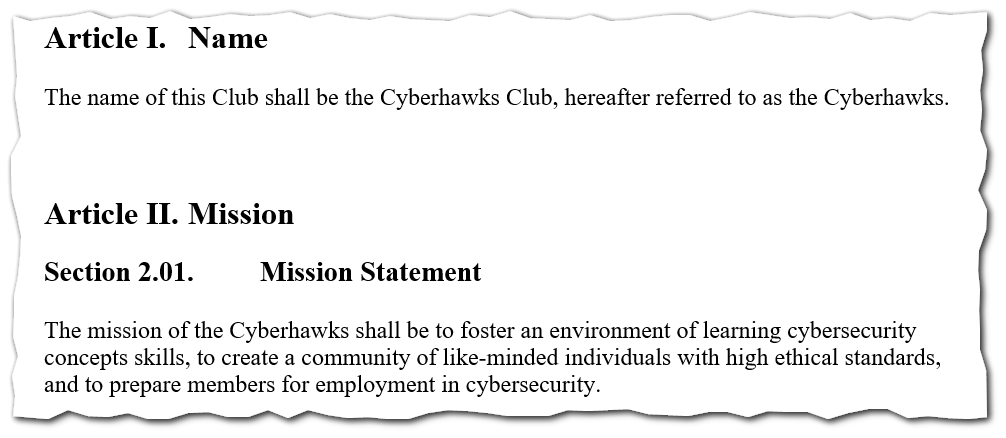 Article I. Name
The name of this Club shall be the Cyberhawks Club, hereafter referred to as the Cyberhawks.
Article II. Mission
Section 2.01. Mission Statement
The mission of the Cyberhawks shall be to foster an environment of learning cybersecurity
concepts skills, to create a community of like-minded individuals with high ethical standards,
and to prepare members for employment in cybersecurity.